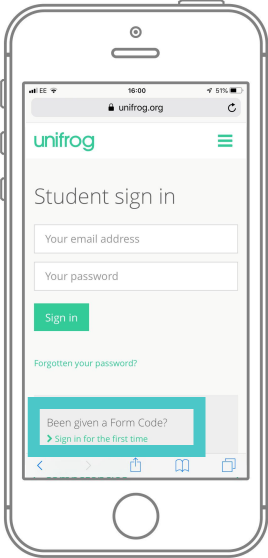 EE 16:00 51%
unifrog.org
unifrog
Student sign in
Your email address
Your password
Sign in
Forgotten your password?
Been given a Form Code?
Sign in for the first time